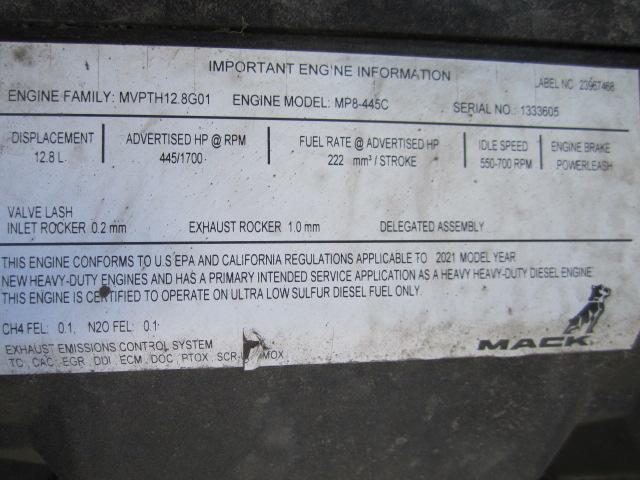 IMPORTANT ENGINE INFORMATION
LABEL NO 23967468
ENGINE FAMILY: MVPTH12.8G01 ENGINE MODEL: MP8-445C SERIAL NO: 1333605
DISPLACEMENT ADVERTISED HP @ RPM FUEL RATE @ ADVERTISED HP IDLE SPEED ENGINE BRAKE
12.8 L 445/1700 222 mm³ / STROKE 550-700 RPM POWERLEASH
VALVE LASH
INLET ROCKER 0.2 mm EXHAUST ROCKER 1.0 mm DELEGATED ASSEMBLY
THIS ENGINE CONFORMS TO U.S EPA AND CALIFORNIA REGULATIONS APPLICABLE TO 2021 MODEL YEAR
NEW HEAVY-DUTY ENGINES AND HAS A PRIMARY INTENDED SERVICE APPLICATION AS A HEAVY HEAVY-DUTY DIESEL ENGINE
THIS ENGINE IS CERTIFIED TO OPERATE ON ULTRA LOW SULFUR DIESEL FUEL ONLY.
CH4 FEL: 0.1, N2O FEL: 0.1
EXHAUST EMISSIONS CONTROL SYSTEM
TC, CAC, EGR, DDI, ECM, DOC, PTOX, SCR-U, AMOX
MACK